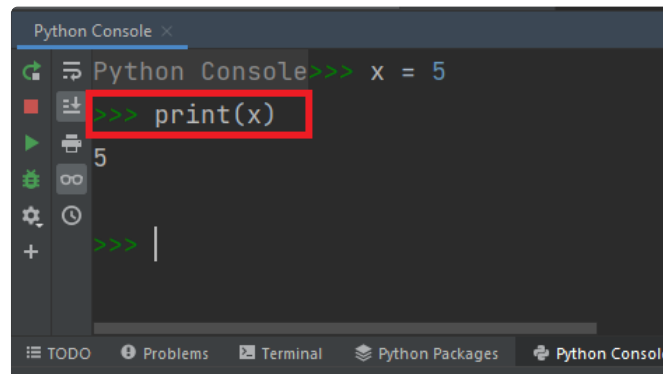 Python Console
Python Console>>> x = 5
>>> print(x)
5
>>>
TODO Problems Terminal Python Packages Python Consol